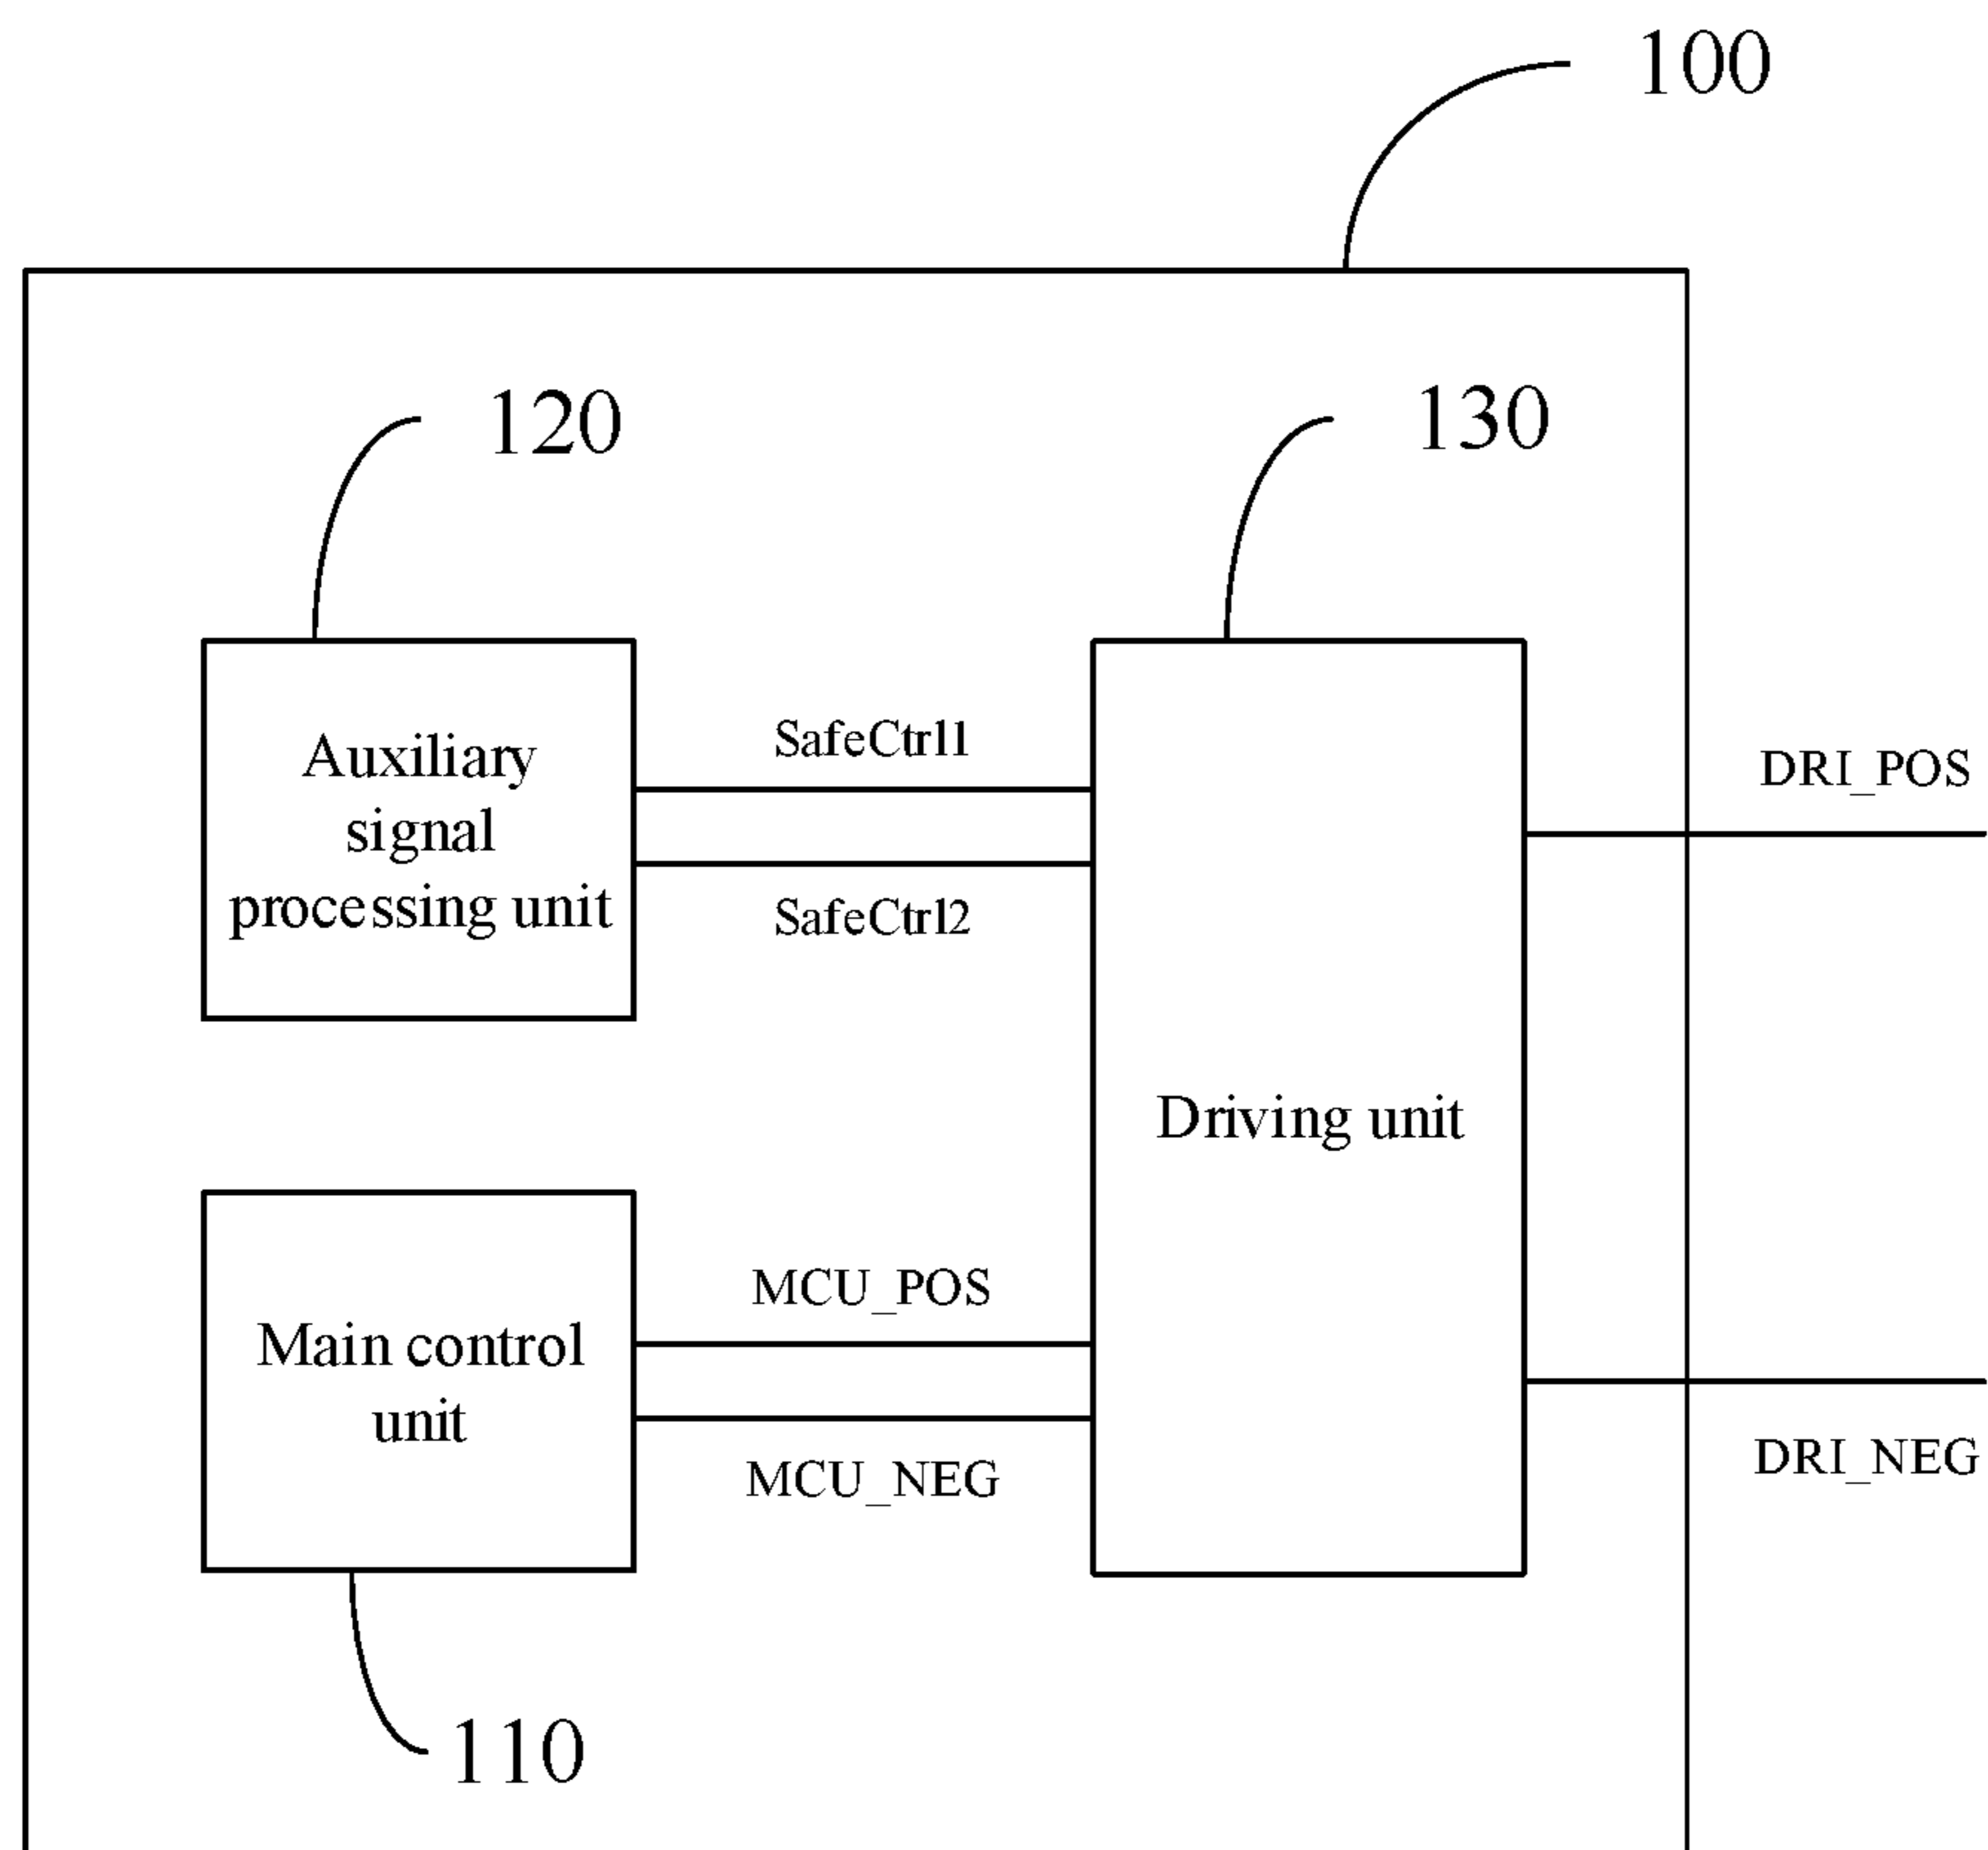 100
120
130
Auxiliary
signal
processing unit
SafeCtrl1
SafeCtrl2
Driving unit
DRI_POS
Main control
unit
MCU_POS
MCU_NEG
DRI_NEG
110